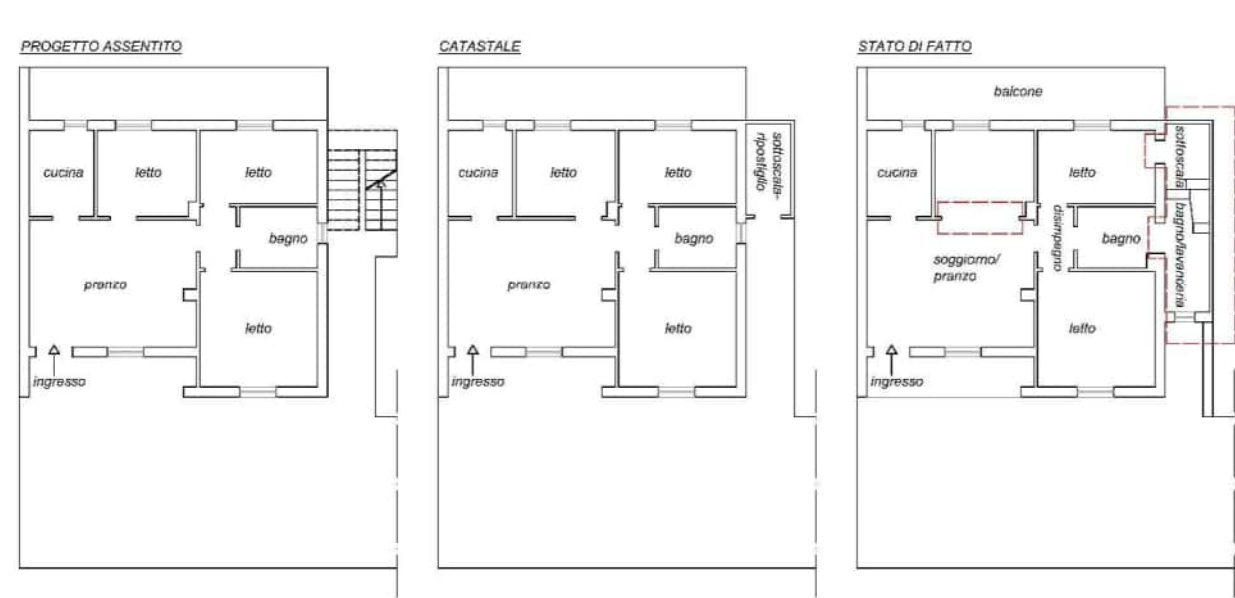 PROGETTO ASSENTITO
cucina
letto
letto
bagno
pranzo
letto
ingresso
CATASTALE
cucina
letto
letto
sottoscala-
ripostiglio
bagno
pranzo
letto
ingresso
STATO DI FATTO
balcone
cucina
letto
sottoscala
disimpegno
bagno
bagno/lavanderia
soggiorno/
pranzo
letto
ingresso